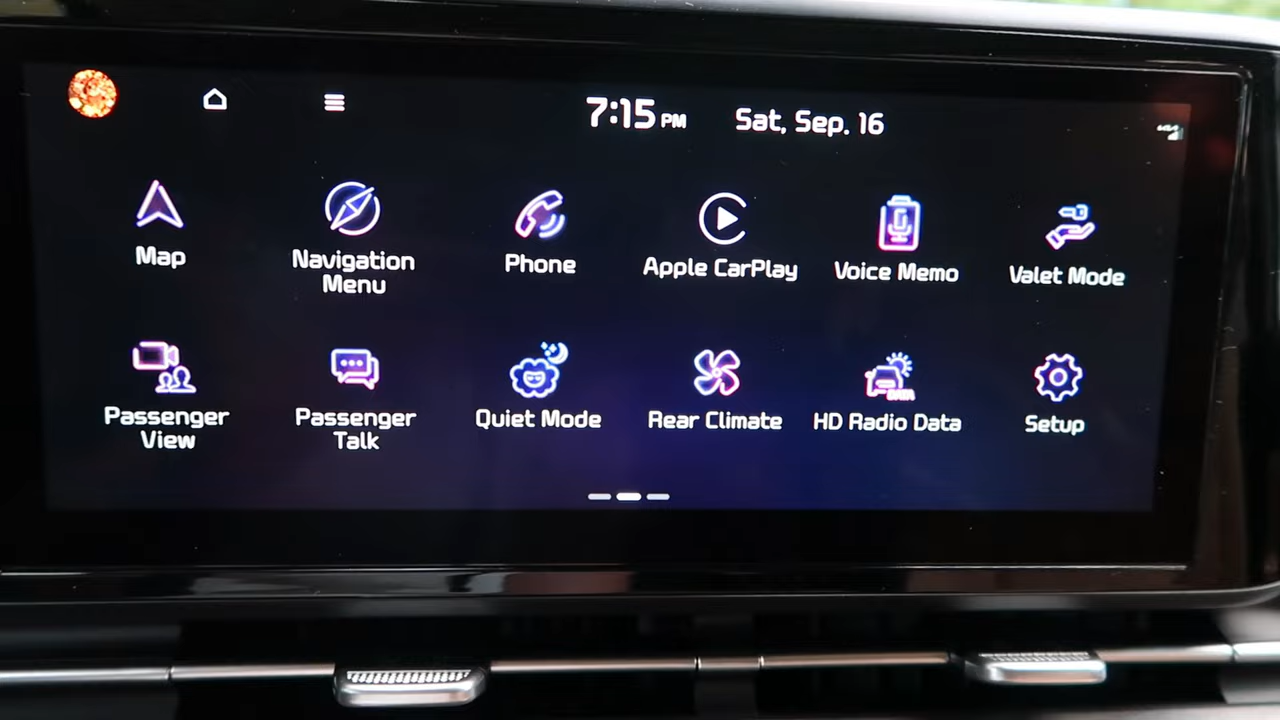 7:15 PM Sat, Sep. 16
Map
Navigation
Menu
Phone
Apple CarPlay
Voice Memo
Valet Mode
Passenger
View
Passenger
Talk
Quiet Mode
Rear Climate
DATA
HD Radio Data
Setup